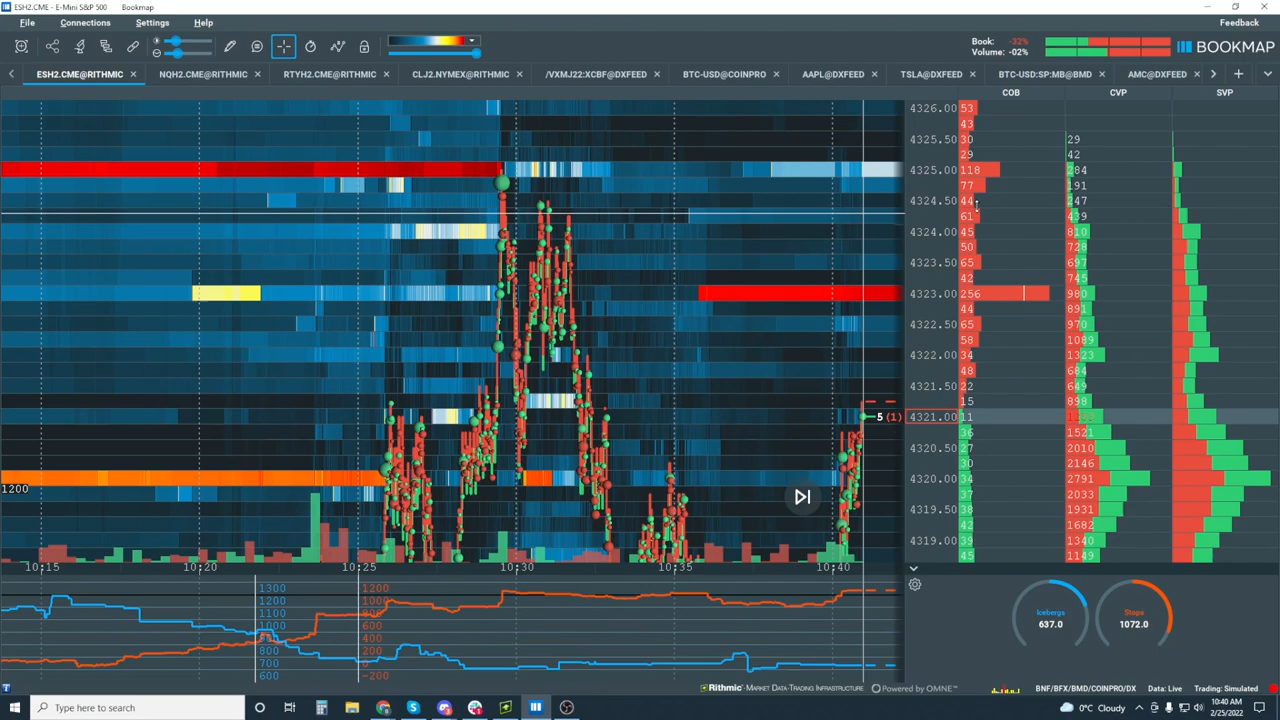 ESH2.CME - E-Mini S&P 500 Bookmap
File Connections Settings Help Feedback
Book: -32%
Volume: -02%
BOOKMAP
ESH2.CME@RITHMIC NQH2.CME@RITHMIC RTYH2.CME@RITHMIC CLJ2.NYMEX@RITHMIC /VXMJ22:XCBF@DXFEED BTC-USD@COINPRO AAPL@DXFEED TSLA@DXFEED BTC-USD:SP:MB@BMD AMC@DXFEED
COB CVP SVP
4326.00 53
43
4325.50 30 29
29 42
4325.00 118 284
77 191
4324.50 44 247
61 439
4324.00 45 810
50 728
4323.50 65 697
42 745
4323.00 256 980
44 891
4322.50 65 970
58 1089
4322.00 34 1323
48 684
4321.50 22 649
15 898
5 (1) 4321.00 11
36 1521
4320.50 27 2010
30 2146
4320.00 34 2791
1200
37 2033
4319.50 38 1931
42 1682
4319.00 39 1340
45 1149
10:15 10:20 10:25 10:30 10:35 10:40
1300 1200
1200 1000
1100 800
1000 600
900 400
800 200
700 0
600 -200
Icebergs
637.0
Stops
1072.0
Rithmic - Market Data-Trading Infrastructure Powered by OMNE™ BNF/BFX/BMD/COINPRO/DX Data: Live Trading: Simulated
Type here to search
0°C Cloudy
10:40 AM
2/25/2022